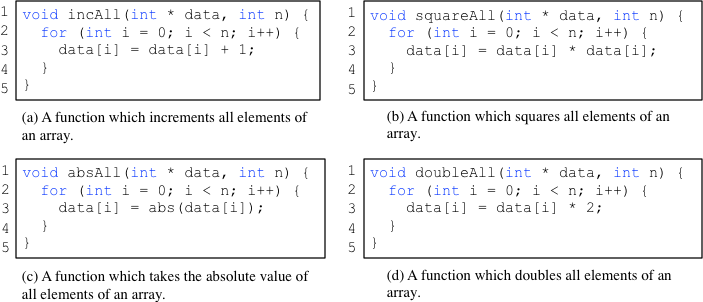 1 void incAll(int * data, int n) {
2   for (int i = 0; i < n; i++) {
3     data[i] = data[i] + 1;
4   }
5 }
(a) A function which increments all elements of
an array.
1 void squareAll(int * data, int n) {
2   for (int i = 0; i < n; i++) {
3     data[i] = data[i] * data[i];
4   }
5 }
(b) A function which squares all elements of an
array.
1 void absAll(int * data, int n) {
2   for (int i = 0; i < n; i++) {
3     data[i] = abs(data[i]);
4   }
5 }
(c) A function which takes the absolute value of
all elements of an array.
1 void doubleAll(int * data, int n) {
2   for (int i = 0; i < n; i++) {
3     data[i] = data[i] * 2;
4   }
5 }
(d) A function which doubles all elements of an
array.